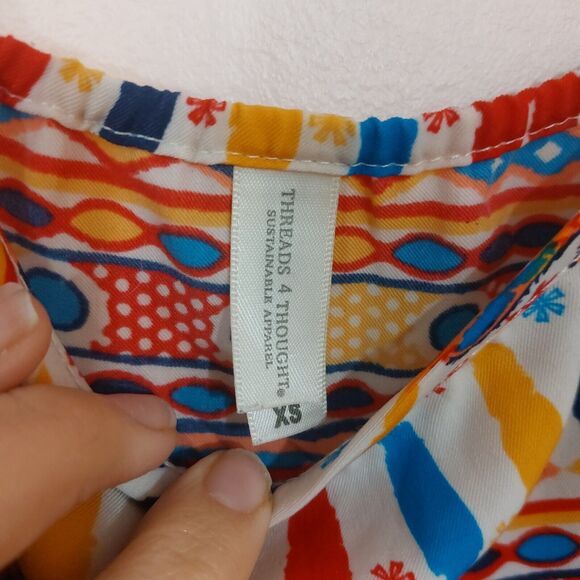 THREADS 4 THOUGHT®
SUSTAINABLE APPAREL
XS